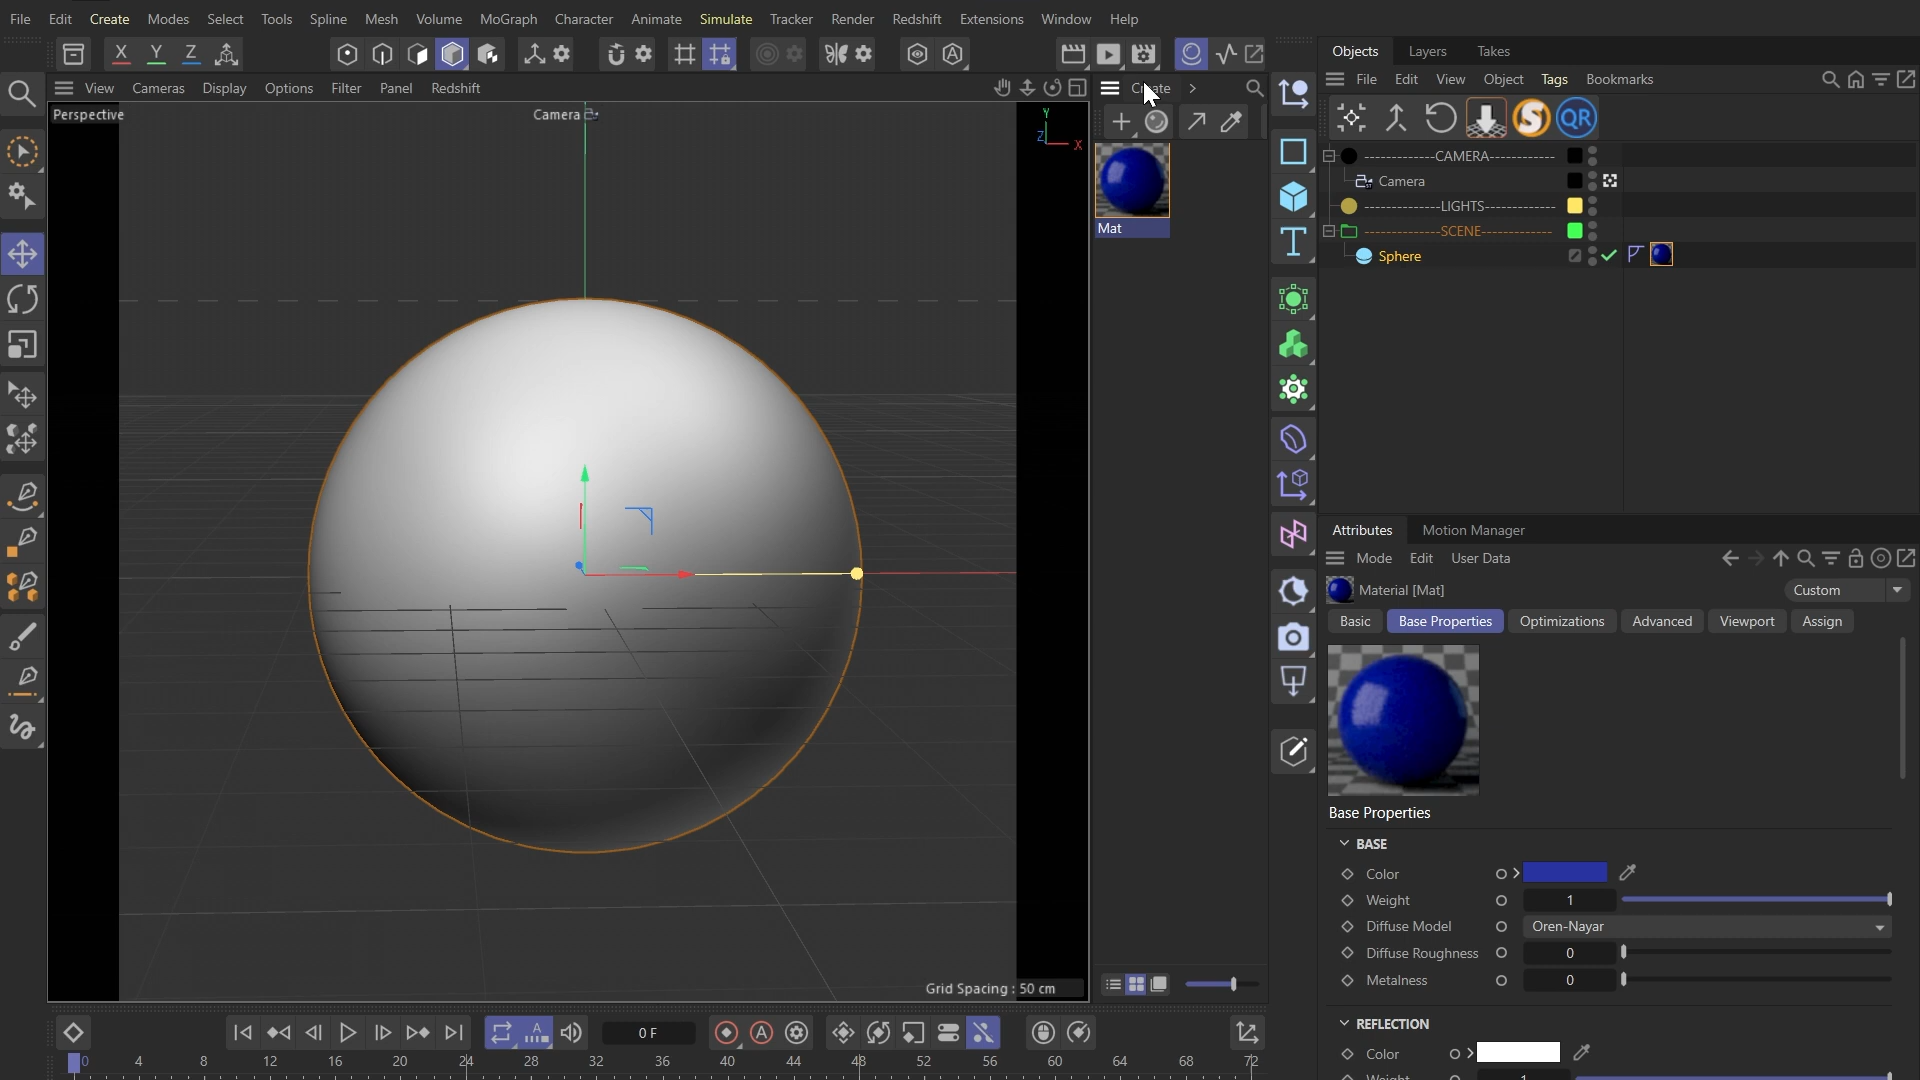 File Edit Create Modes Select Tools Spline Mesh Volume MoGraph Character Animate Simulate Tracker Render Redshift Extensions Window Help
X Y Z
Objects Layers Takes
View Cameras Display Options Filter Panel Redshift
Create
File Edit View Object Tags Bookmarks
Perspective
Camera
Y
Z
X
S QR
-------------CAMERA------------
Camera
--------------LIGHTS--------------
--------------SCENE-------------
Sphere
Mat
Attributes Motion Manager
Mode Edit User Data
Material [Mat]
Custom
Basic Base Properties Optimizations Advanced Viewport Assign
Base Properties
BASE
Color
Weight 1
Diffuse Model Oren-Nayar
Diffuse Roughness 0
Metalness 0
REFLECTION
Color
Weight 1
Grid Spacing : 50 cm
A 0 F A
0 4 8 12 16 20 24 28 32 36 40 44 48 52 56 60 64 68 72